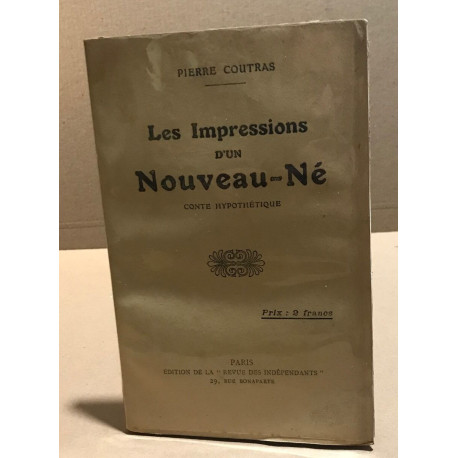 PIERRE COUTRAS
Les Impressions
D'UN
Nouveau-Né
CONTE HYPOTHÉTIQUE
Prix : 2 francs
PARIS
ÉDITION DE LA "REVUE DES INDÉPENDANTS"
29, RUE BONAPARTE